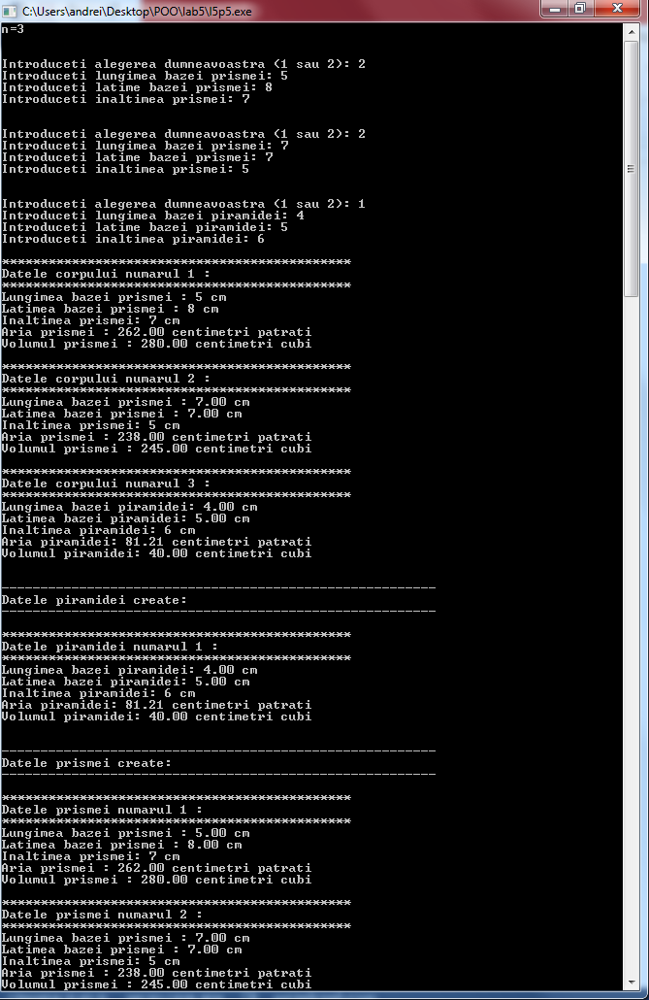 C:\Users\andrei\Desktop\POO\lab5\l5p5.exe
n=3
Introduceti alegerea dumneavoastra (1 sau 2): 2
Introduceti lungimea bazei prismei: 5
Introduceti latime bazei prismei: 8
Introduceti inaltimea prismei: 7
Introduceti alegerea dumneavoastra (1 sau 2): 2
Introduceti lungimea bazei prismei: 7
Introduceti latime bazei prismei: 7
Introduceti inaltimea prismei: 5
Introduceti alegerea dumneavoastra (1 sau 2): 1
Introduceti lungimea bazei piramidei: 4
Introduceti latime bazei piramidei: 5
Introduceti inaltimea piramidei: 6
*********************************************
Datele corpului numarul 1 :
*********************************************
Lungimea bazei prismei : 5 cm
Latimea bazei prismei : 8 cm
Inaltimea prismei: 7 cm
Aria prismei : 262.00 centimetri patrati
Volumul prismei : 280.00 centimetri cubi
*********************************************
Datele corpului numarul 2 :
*********************************************
Lungimea bazei prismei : 7.00 cm
Latimea bazei prismei : 7.00 cm
Inaltimea prismei: 5 cm
Aria prismei : 238.00 centimetri patrati
Volumul prismei : 245.00 centimetri cubi
*********************************************
Datele corpului numarul 3 :
*********************************************
Lungimea bazei piramidei: 4.00 cm
Latimea bazei piramidei: 5.00 cm
Inaltimea piramidei: 6 cm
Aria piramidei: 81.21 centimetri patrati
Volumul piramidei: 40.00 centimetri cubi
--------------------------------------------------------
Datele piramidei create:
--------------------------------------------------------
*********************************************
Datele piramidei numarul 1 :
*********************************************
Lungimea bazei piramidei: 4.00 cm
Latimea bazei piramidei: 5.00 cm
Inaltimea piramidei: 6 cm
Aria piramidei: 81.21 centimetri patrati
Volumul piramidei: 40.00 centimetri cubi
--------------------------------------------------------
Datele prismei create:
--------------------------------------------------------
*********************************************
Datele prismei numarul 1 :
*********************************************
Lungimea bazei prismei : 5.00 cm
Latimea bazei prismei : 8.00 cm
Inaltimea prismei: 7 cm
Aria prismei : 262.00 centimetri patrati
Volumul prismei : 280.00 centimetri cubi
*********************************************
Datele prismei numarul 2 :
*********************************************
Lungimea bazei prismei : 7.00 cm
Latimea bazei prismei : 7.00 cm
Inaltimea prismei: 5 cm
Aria prismei : 238.00 centimetri patrati
Volumul prismei : 245.00 centimetri cubi